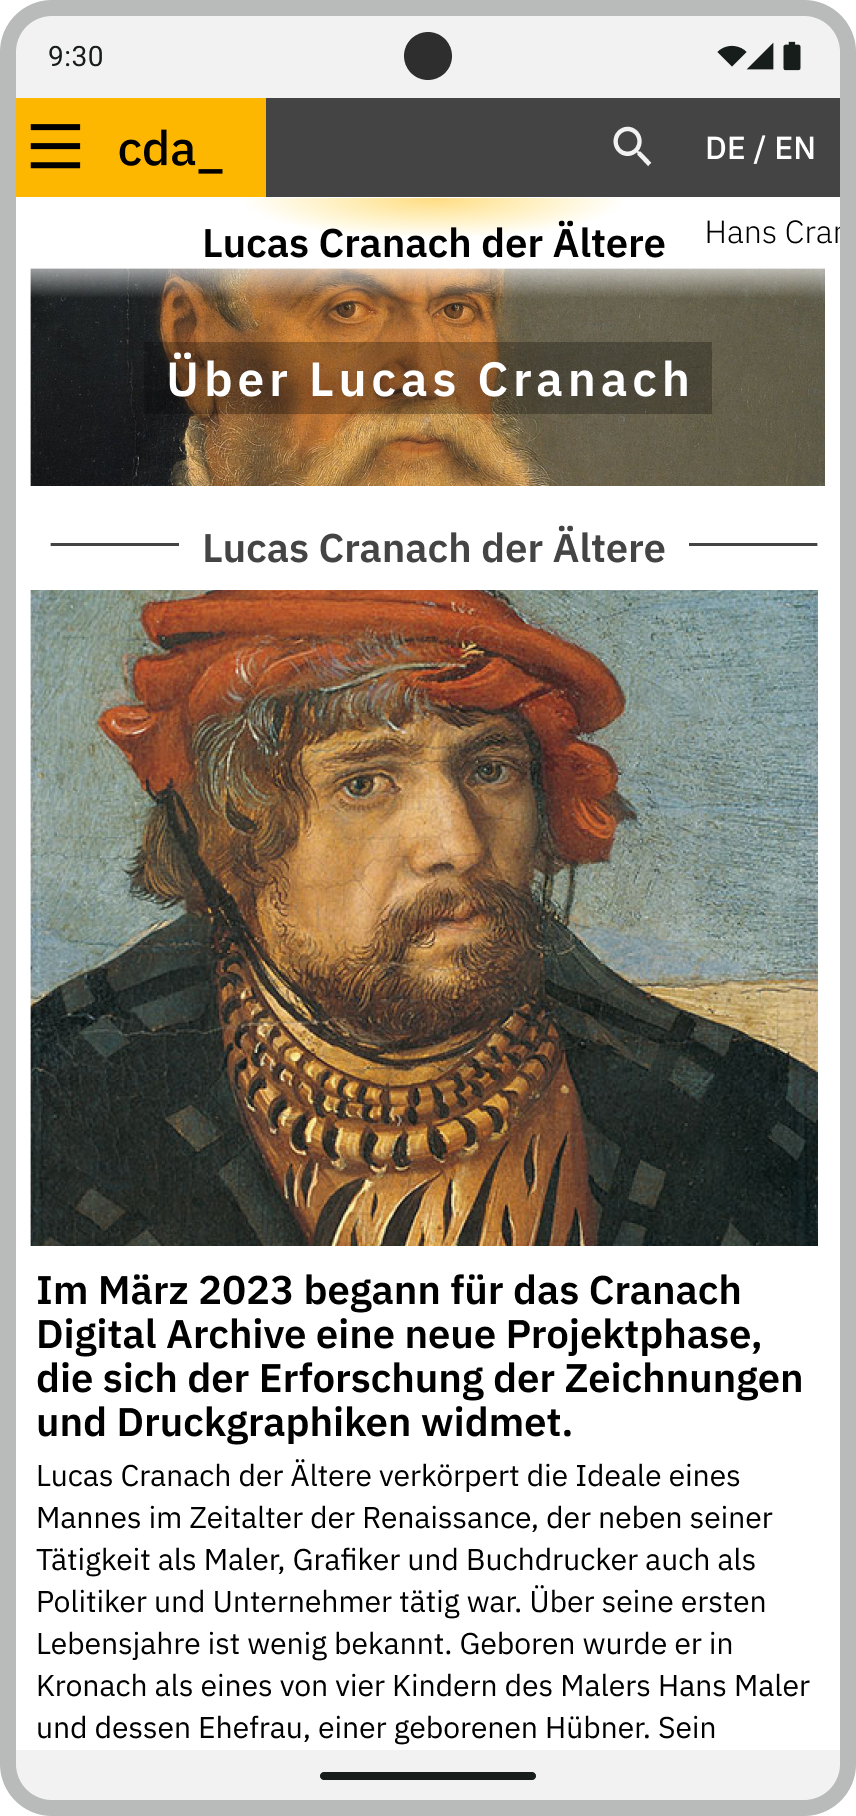 9:30
cda_
DE / EN
Lucas Cranach der Ältere
Hans Cra
Über Lucas Cranach
Lucas Cranach der Ältere
Im März 2023 begann für das Cranach
Digital Archive eine neue Projektphase,
die sich der Erforschung der Zeichnungen
und Druckgraphiken widmet.
Lucas Cranach der Ältere verkörpert die Ideale eines
Mannes im Zeitalter der Renaissance, der neben seiner
Tätigkeit als Maler, Grafiker und Buchdrucker auch als
Politiker und Unternehmer tätig war. Über seine ersten
Lebensjahre ist wenig bekannt. Geboren wurde er in
Kronach als eines von vier Kindern des Malers Hans Maler
und dessen Ehefrau, einer geborenen Hübner. Sein